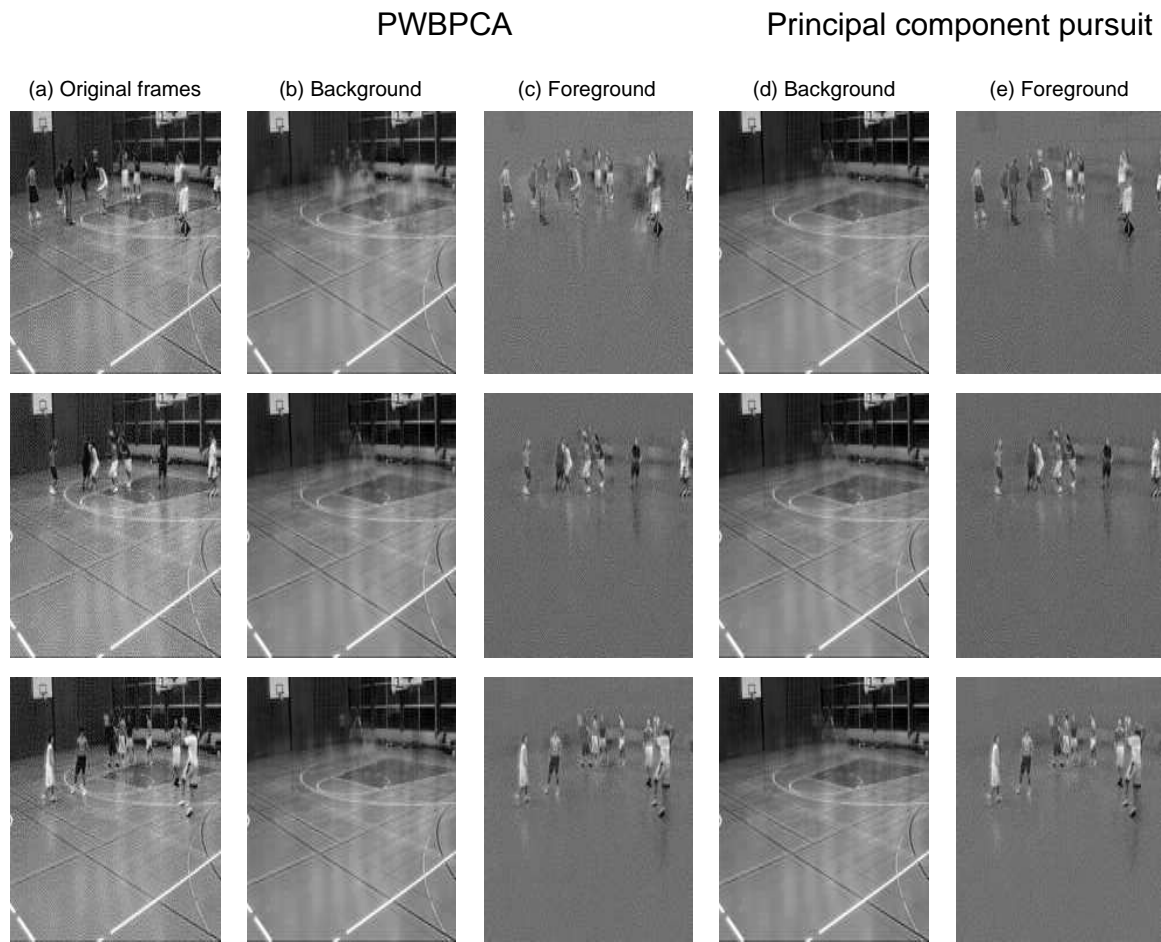 PWBPCA
Principal component pursuit
(a) Original frames
(b) Background
(c) Foreground
(d) Background
(e) Foreground